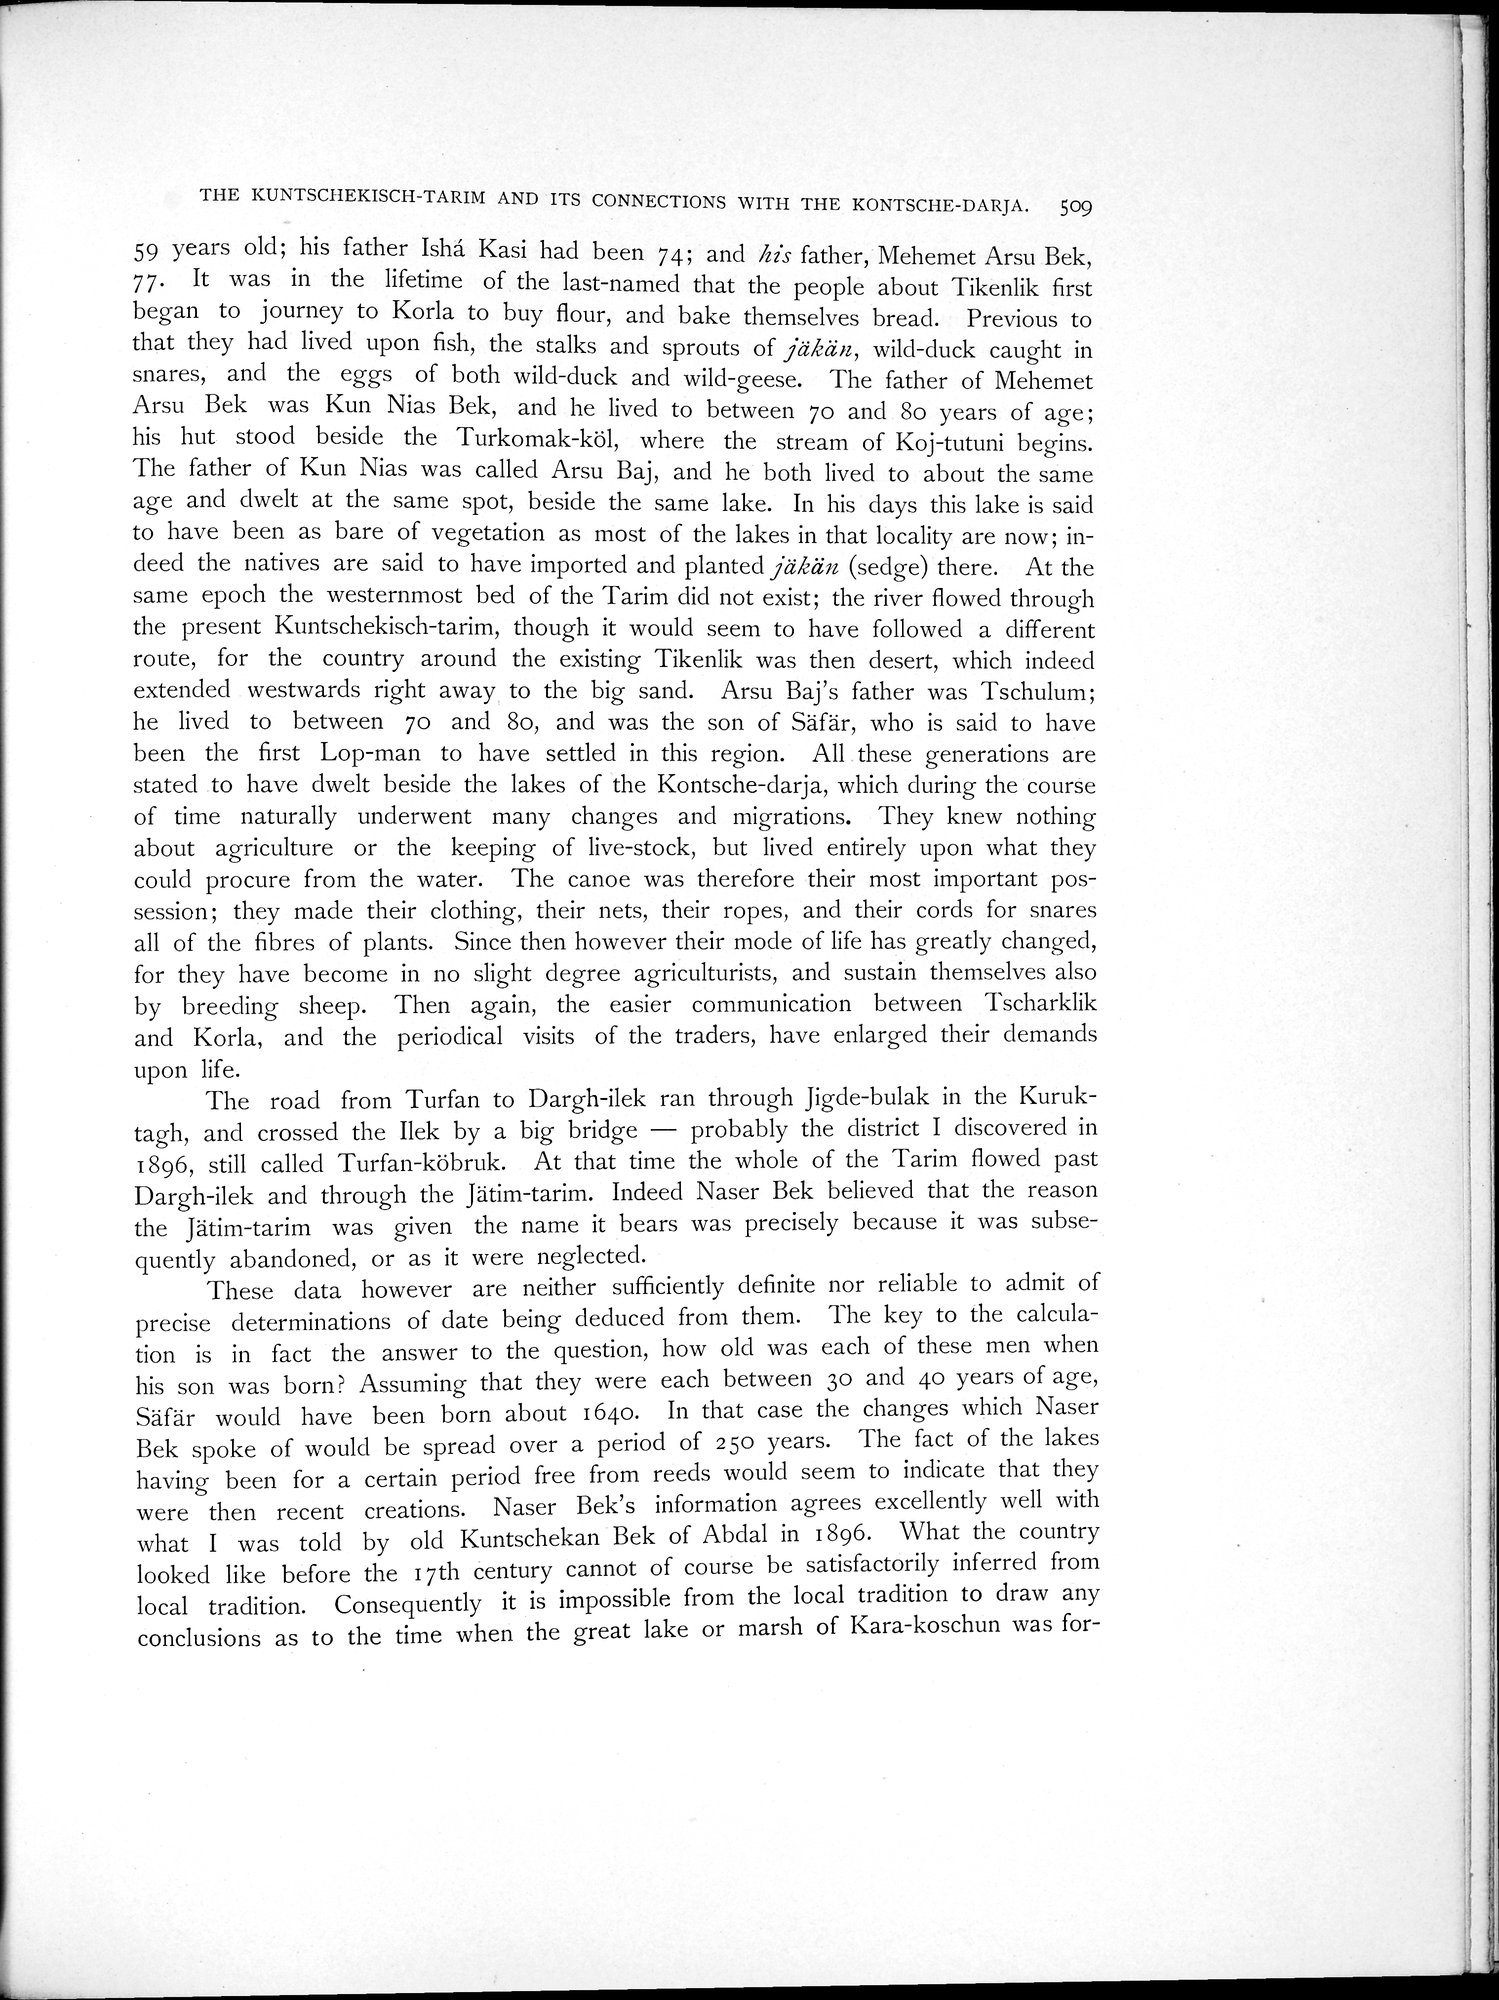 THE KUNTSCHEKISCH-TARIM AND ITS CONNECTIONS WITH THE KONTSCHE-DARJA. 509
59 years old; his father Ishá Kasi had been 74; and his father, Mehemet Arsu Bek,
77. It was in the lifetime of the last-named that the people about Tikenlik first
began to journey to Korla to buy flour, and bake themselves bread. Previous to
that they had lived upon fish, the stalks and sprouts of jäkän, wild-duck caught in
snares, and the eggs of both wild-duck and wild-geese. The father of Mehemet
Arsu Bek was Kun Nias Bek, and he lived to between 70 and 80 years of age;
his hut stood beside the Turkomak-köl, where the stream of Koj-tutuni begins.
The father of Kun Nias was called Arsu Baj, and he both lived to about the same
age and dwelt at the same spot, beside the same lake. In his days this lake is said
to have been as bare of vegetation as most of the lakes in that locality are now; in-
deed the natives are said to have imported and planted jäkän (sedge) there. At the
same epoch the westernmost bed of the Tarim did not exist; the river flowed through
the present Kuntschekisch-tarim, though it would seem to have followed a different
route, for the country around the existing Tikenlik was then desert, which indeed
extended westwards right away to the big sand. Arsu Baj's father was Tschulum;
he lived to between 70 and 80, and was the son of Säfär, who is said to have
been the first Lop-man to have settled in this region. All these generations are
stated to have dwelt beside the lakes of the Kontsche-darja, which during the course
of time naturally underwent many changes and migrations. They knew nothing
about agriculture or the keeping of live-stock, but lived entirely upon what they
could procure from the water. The canoe was therefore their most important pos-
session; they made their clothing, their nets, their ropes, and their cords for snares
all of the fibres of plants. Since then however their mode of life has greatly changed,
for they have become in no slight degree agriculturists, and sustain themselves also
by breeding sheep. Then again, the easier communication between Tscharklik
and Korla, and the periodical visits of the traders, have enlarged their demands
upon life.
The road from Turfan to Dargh-ilek ran through Jigde-bulak in the Kuruk-
tagh, and crossed the Ilek by a big bridge — probably the district I discovered in
1896, still called Turfan-köbruk. At that time the whole of the Tarim flowed past
Dargh-ilek and through the Jätim-tarim. Indeed Naser Bek believed that the reason
the Jätim-tarim was given the name it bears was precisely because it was subse-
quently abandoned, or as it were neglected.
These data however are neither sufficiently definite nor reliable to admit of
precise determinations of date being deduced from them. The key to the calcula-
tion is in fact the answer to the question, how old was each of these men when
his son was born? Assuming that they were each between 30 and 40 years of age,
Säfär would have been born about 1640. In that case the changes which Naser
Bek spoke of would be spread over a period of 250 years. The fact of the lakes
having been for a certain period free from reeds would seem to indicate that they
were then recent creations. Naser Bek's information agrees excellently well with
what I was told by old Kuntschekan Bek of Abdal in 1896. What the country
looked like before the 17th century cannot of course be satisfactorily inferred from
local tradition. Consequently it is impossible from the local tradition to draw any
conclusions as to the time when the great lake or marsh of Kara-koschun was for-